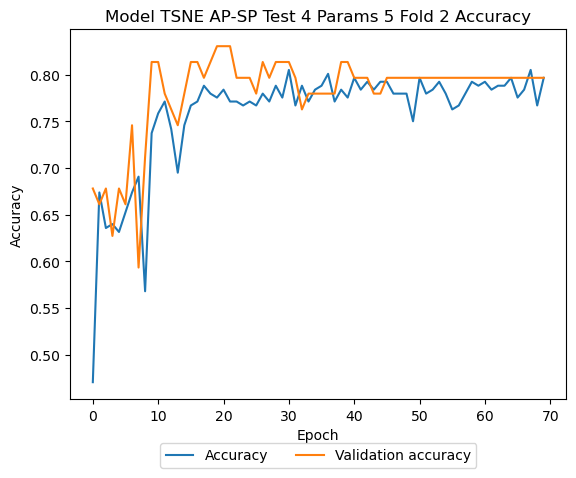 Model TSNE AP-SP Test 4 Params 5 Fold 2 Accuracy
Accuracy
0.80
0.75
0.70
0.65
0.60
0.55
0.50
0 10 20 30 40 50 60 70
Epoch
Accuracy Validation accuracy